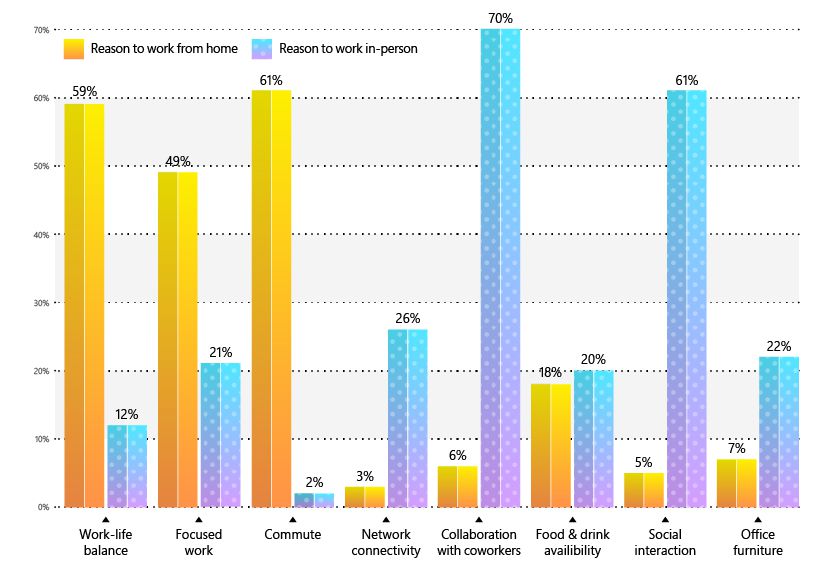 70%
70%
Reason to work from home
Reason to work in-person
61%
61%
59%
60%
49%
50%
40%
30%
26%
22%
21%
20%
20%
18%
12%
10%
7%
6%
5%
3%
2%
0%
Work-life
balance
Focused
work
Commute
Network
connectivity
Collaboration
with coworkers
Food & drink
availibility
Social
interaction
Office
furniture